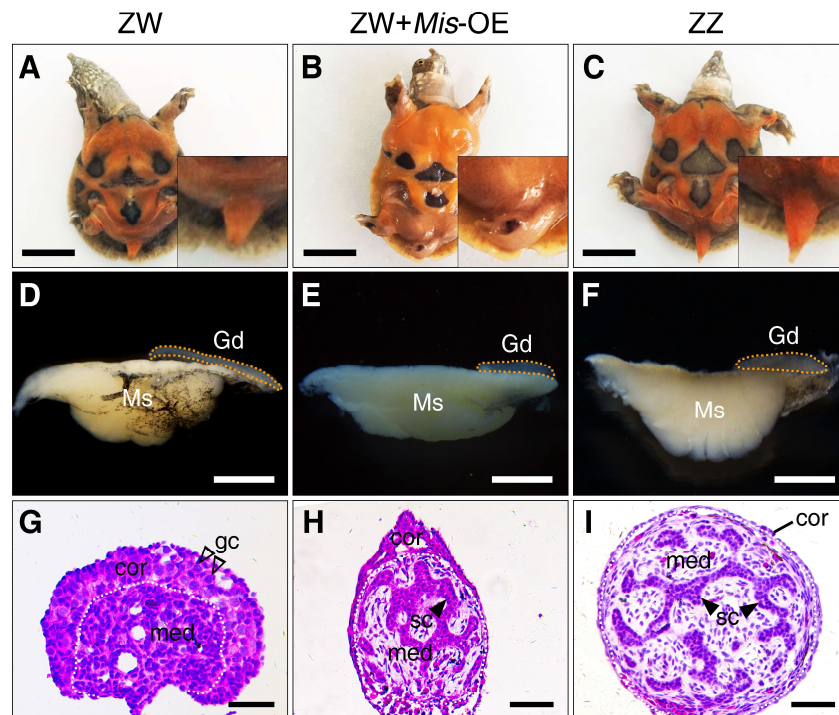 ZW ZW+Mis-OE ZZ
A B C
D Gd Ms E Gd Ms F Gd Ms
G gc cor med H cor sc med I cor med sc